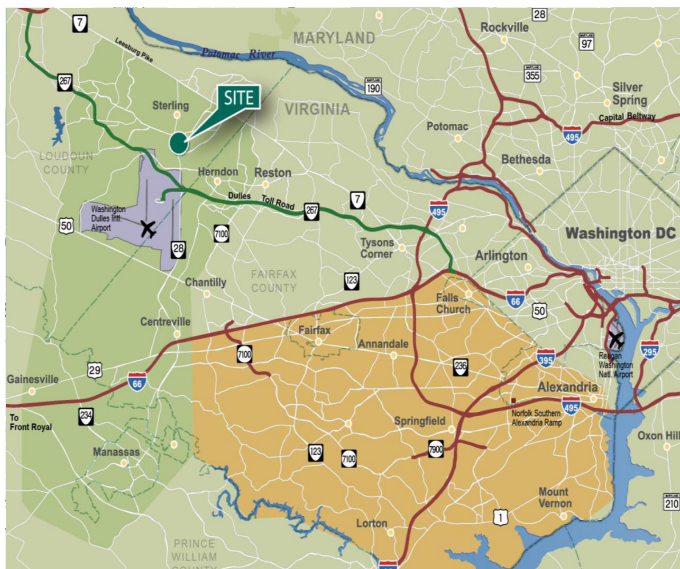 28
7
MARYLAND
Rockville
MARYLAND
97
Leesburg Pike
Potomac River
MARYLAND
355
267
SITE
MARYLAND
190
Silver
Spring
Sterling
VIRGINIA
Capital Beltway
Potomac
495
LOUDOUN
COUNTY
Bethesda
Herndon
Reston
Dulles Toll Road
7
267
495
50
Washington
Dulles Intl.
Airport
28
7100
Tysons
Corner
Arlington
Washington DC
Chantilly
FAIRFAX
COUNTY
123
Falls
Church
66
50
Centreville
Fairfax
Annandale
7100
29
235
395
295
Reagan
Washington
Natl. Airport
Gainesville
66
Alexandria
495
To
Front Royal
234
Norfolk Southern
Alexandria Ramp
Springfield
Manassas
123
7100
7900
Oxon Hill
Mount
Vernon
1
210
Lorton
PRINCE
WILLIAM